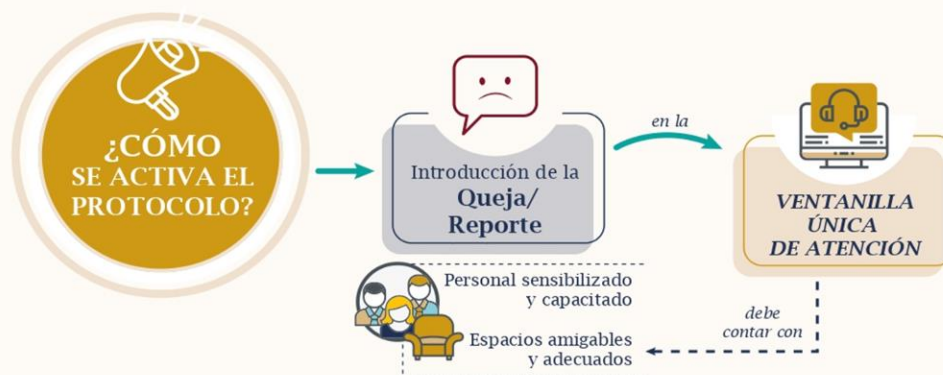 ¿CÓMO
SE ACTIVA EL
PROTOCOLO?
Introducción de la
Queja/
Reporte
en la
VENTANILLA
ÚNICA
DE ATENCIÓN
debe
contar con
Personal sensibilizado
y capacitado
Espacios amigables
y adecuados